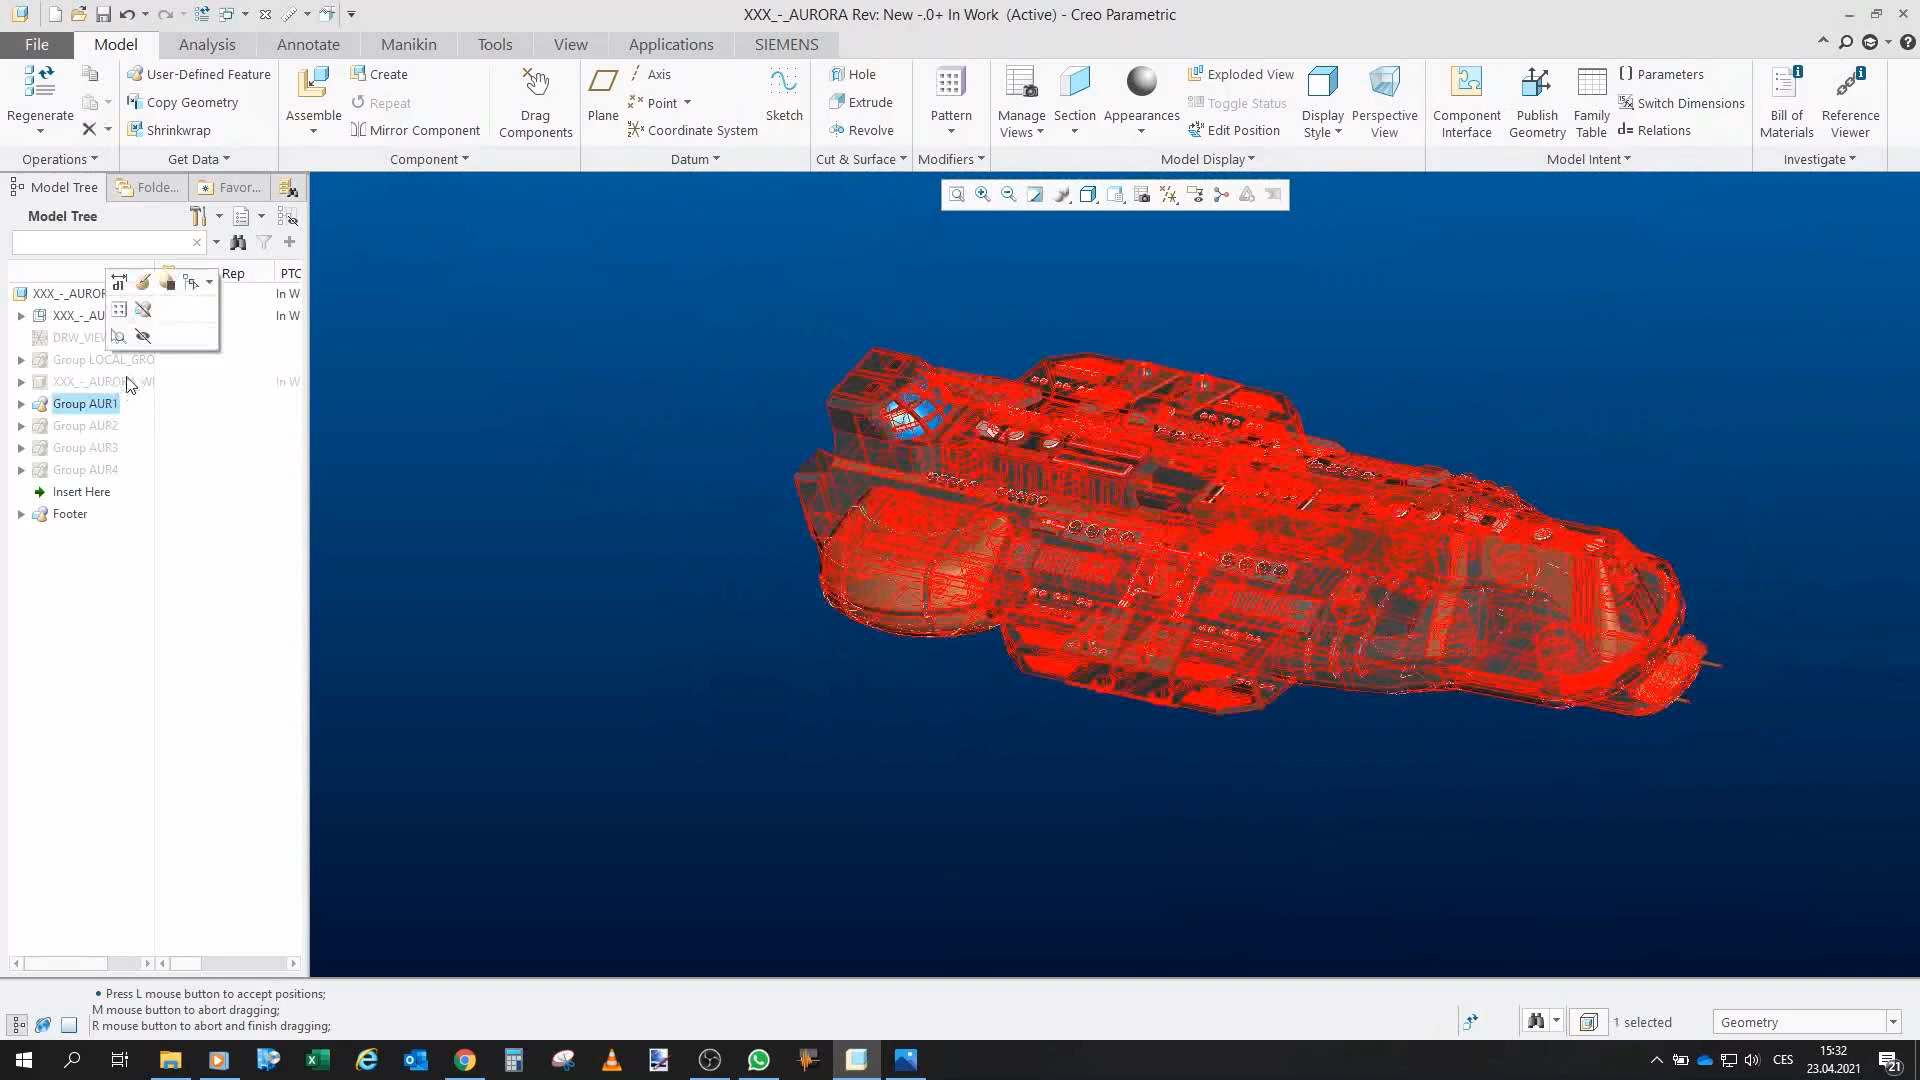 XXX_-_AURORA Rev: New -.0+ In Work (Active) - Creo Parametric
File Model Analysis Annotate Manikin Tools View Applications SIEMENS
Regenerate
Operations
User-Defined Feature
Copy Geometry
Shrinkwrap
Get Data
Assemble
Create
Repeat
Mirror Component
Drag
Components
Component
Plane
Axis
Point
Coordinate System
Sketch
Datum
Hole
Extrude
Revolve
Cut & Surface
Pattern
Modifiers
Manage
Views
Section
Appearances
Exploded View
Toggle Status
Edit Position
Display
Style
Perspective
View
Model Display
Component
Interface
Publish
Geometry
Family
Table
Parameters
Switch Dimensions
d= Relations
Model Intent
Bill of
Materials
Reference
Viewer
Investigate
Model Tree Folde... Favor...
Model Tree
Rep PTC
XXX_-_AUROR In W
XXX_-_AU In W
DRW_VIEW
Group LOCAL_GRO
XXX_-_AURORA_WI In W
Group AUR1
Group AUR2
Group AUR3
Group AUR4
Insert Here
Footer
• Press L mouse button to accept positions;
M mouse button to abort dragging;
R mouse button to abort and finish dragging;
1 selected
Geometry
CES
15:32
23.04.2021
21